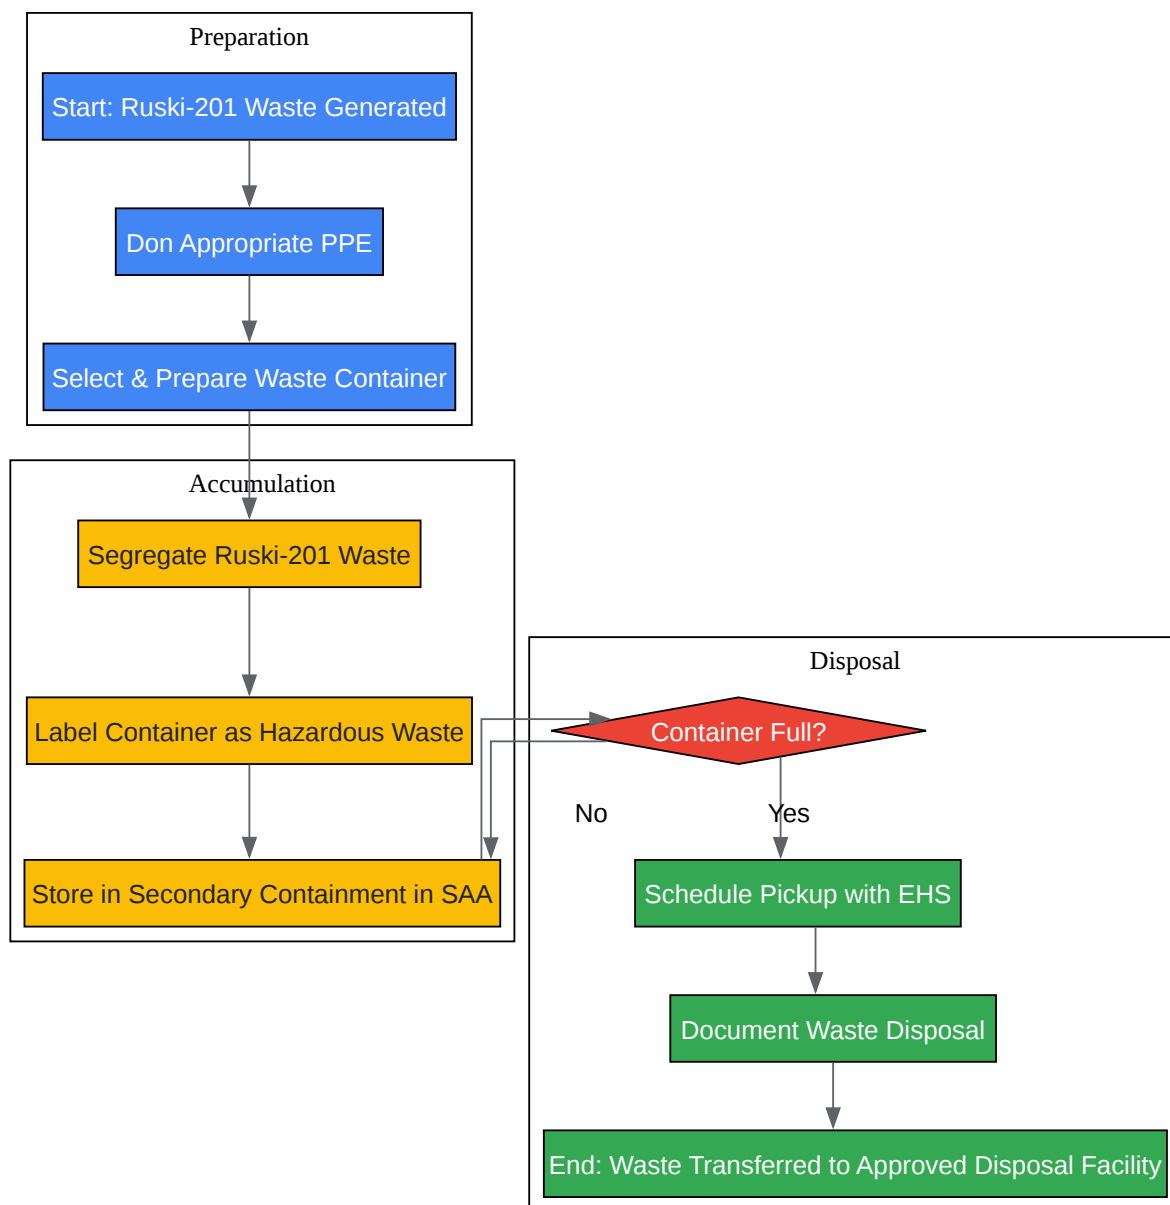 Preparation
Start: Ruski-201 Waste Generated
Don Appropriate PPE
Select & Prepare Waste Container
Accumulation
Segregate Ruski-201 Waste
Label Container as Hazardous Waste
Store in Secondary Containment in SAA
Disposal
Container Full?
No
Yes
Schedule Pickup with EHS
Document Waste Disposal
End: Waste Transferred to Approved Disposal Facility